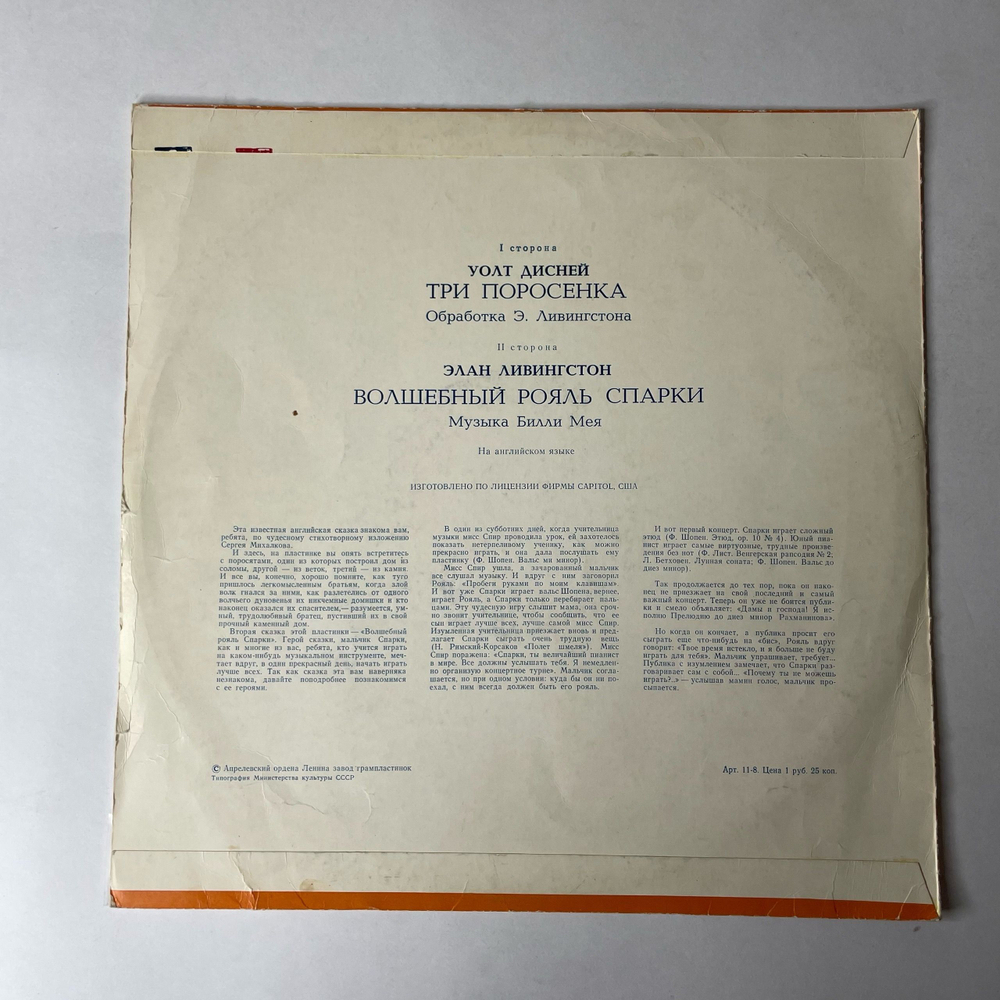 I сторона
УОЛТ ДИСНЕЙ
ТРИ ПОРОСЕНКА
Обработка Э. Ливингстона
II сторона
ЭЛАН ЛИВИНГСТОН
ВОЛШЕБНЫЙ РОЯЛЬ СПАРКИ
Музыка Билли Мея
На английском языке
ИЗГОТОВЛЕНО ПО ЛИЦЕНЗИИ ФИРМЫ CAPITOL, США
Эта известная английская сказка знакома вам,
ребята, по чудесному стихотворному изложению
Сергея Михалкова.
И здесь, на пластинке вы опять встретитесь
с поросятами, один из которых построил дом из
соломы, другой — из веток, третий — из камня.
И все вы, конечно, хорошо помните, как туго
пришлось легкомысленным братьям, когда злой
волк гнался за ними, как разлетелись от одного
волчьего дуновенья их никчемные домишки и кто
наконец оказался их спасителем,— разумеется, ум-
ный, трудолюбивый братец, пустивший их в свой
прочный каменный дом.
Вторая сказка этой пластинки — «Волшебный
рояль Спарки». Герой сказки, мальчик Спарки,
как и многие из вас, ребята, кто учится играть
на каком-нибудь музыкальном инструменте, меч-
тает вдруг, в один прекрасный день, начать играть
лучше всех. Так как сказка эта вам наверняка
незнакома, давайте поподробнее познакомимся
с ее героями.
В один из субботних дней, когда учительница
музыки мисс Спир проводила урок, ей захотелось
показать нетерпеливому ученику, как можно
прекрасно играть, и она дала послушать ему
пластинку (Ф. Шопен. Вальс ми минор).
Мисс Спир ушла, а зачарованный мальчик
все слушал музыку. И вдруг с ним заговорил
Рояль: «Пробеги руками по моим клавишам».
И вот уже Спарки играет вальс Шопена, вернее,
играет Рояль, а Спарки только перебирает паль-
цами. Эту чудесную игру слышит мама, она сроч-
но звонит учительнице, чтобы сообщить, что ее
сын играет лучше всех, лучше самой мисс Спир.
Изумленная учительница приезжает вновь и пред-
лагает Спарки сыграть очень трудную вещь
(Н. Римский-Корсаков «Полет шмеля»). Мисс
Спир поражена: «Спарки, ты величайший пианист
в мире. Все должны услышать тебя. Я немедлен-
но организую концертное турне». Мальчик согла-
шается, но при одном условии: куда бы он ни по-
ехал, с ним всегда должен быть его рояль.
И вот первый концерт. Спарки играет сложный
этюд (Ф. Шопен. Этюд, ор. 10 № 4). Юный пиа-
нист играет самые виртуозные, трудные произве-
дения без нот (Ф. Лист. Венгерская рапсодия № 2;
Л. Бетховен. Лунная соната; Ф. Шопен. Вальс до
диез минор).
Так продолжается до тех пор, пока он нако-
нец не приезжает на свой последний и самый
важный концерт. Теперь он уже не боится публи-
ки и смело объявляет: «Дамы и господа! Я ис-
полню Прелюдию до диез минор Рахманинова».
Но когда он кончает, а публика просит его
сыграть еще что-нибудь на «бис», Рояль вдруг
говорит: «Твое время истекло, и я больше не буду
играть для тебя». Мальчик упрашивает, требует...
Публика с изумлением замечает, что Спарки раз-
говаривает сам с собой... «Почему ты не можешь
играть?..» — услышав мамин голос, мальчик про-
сыпается.
© Апрелевский ордена Ленина завод грампластинок
Типография Министерства культуры СССР
Арт. 11-8. Цена 1 руб. 25 коп.